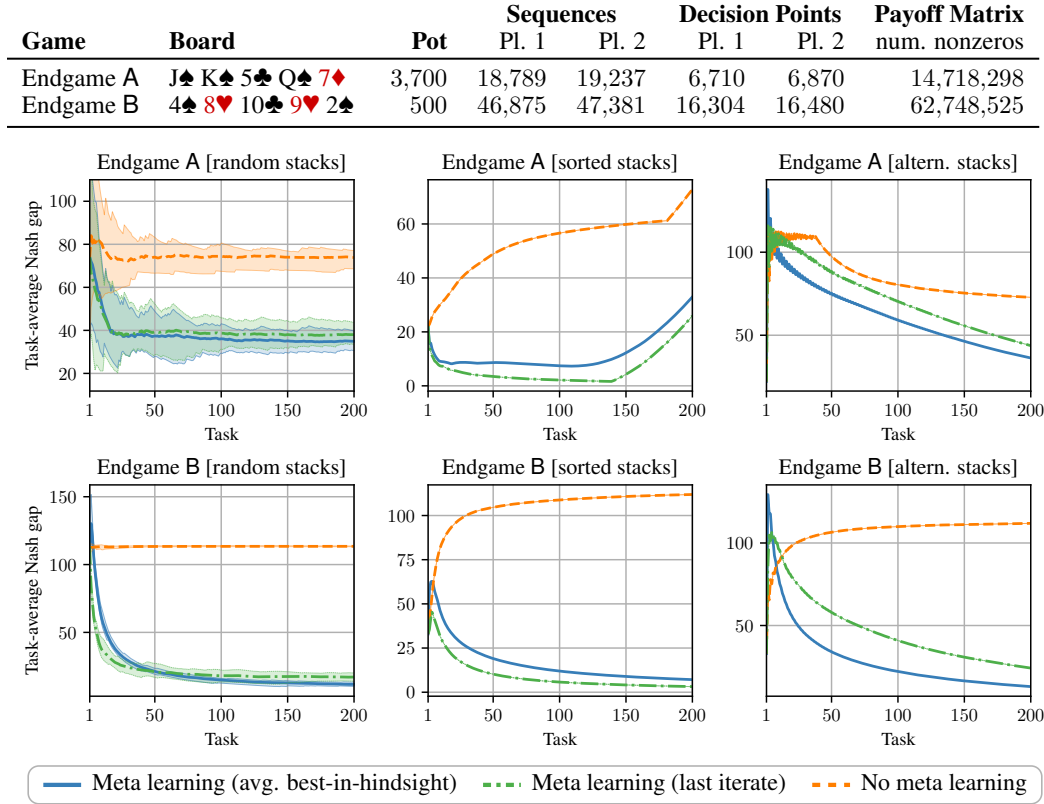 Sequences Decision Points Payoff Matrix
Game Board Pot Pl. 1 Pl. 2 Pl. 1 Pl. 2 num. nonzeros
Endgame A J♠ K♠ 5♣ Q♠ 7♦ 3,700 18,789 19,237 6,710 6,870 14,718,298
Endgame B 4♠ 8♥ 10♣ 9♥ 2♠ 500 46,875 47,381 16,304 16,480 62,748,525
Endgame A [random stacks]
Task-average Nash gap
100
80
60
40
20
1 50 100 150 200
Task
Endgame A [sorted stacks]
60
40
20
0
1 50 100 150 200
Task
Endgame A [altern. stacks]
100
50
1 50 100 150 200
Task
Endgame B [random stacks]
Task-average Nash gap
150
100
50
1 50 100 150 200
Task
Endgame B [sorted stacks]
100
75
50
25
0
1 50 100 150 200
Task
Endgame B [altern. stacks]
100
50
1 50 100 150 200
Task
Meta learning (avg. best-in-hindsight) Meta learning (last iterate) No meta learning